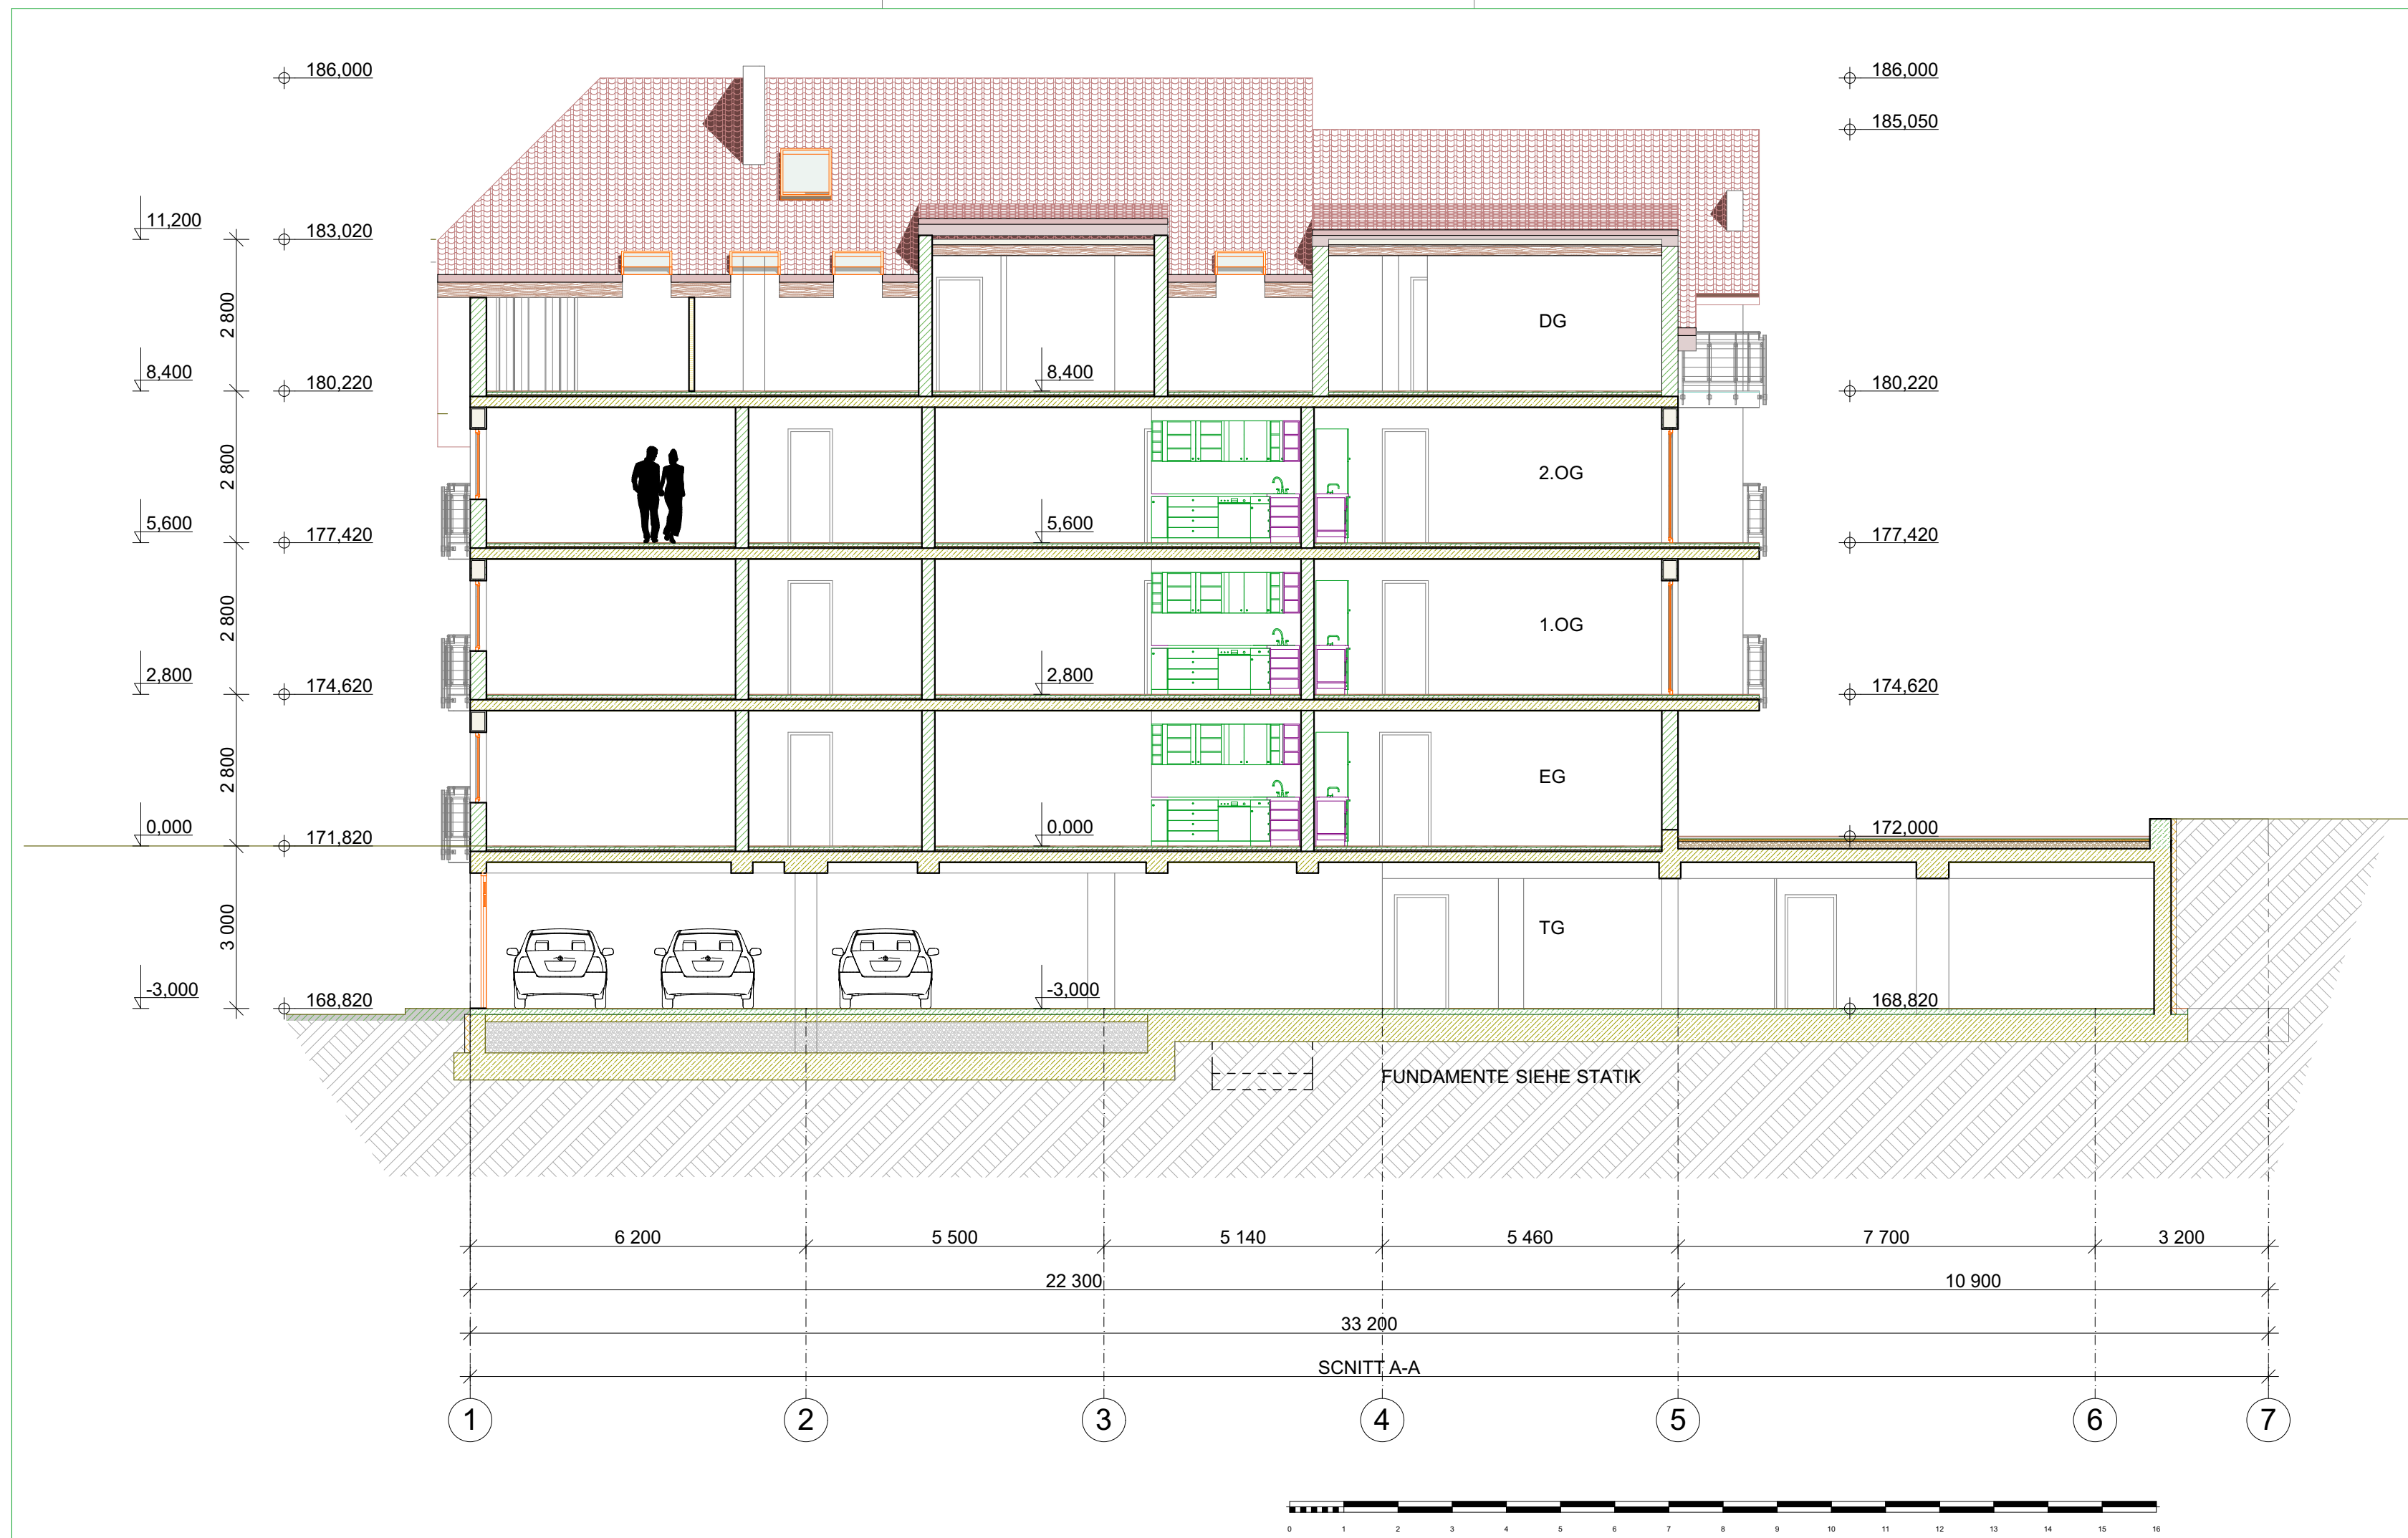 186,000 186,000
185,050
11,200 183,020
2 800
DG
8,400 180,220 8,400 180,220
2 800
2.OG
5,600 177,420 5,600 177,420
2 800
1.OG
2,800 174,620 2,800 174,620
2 800
EG
0,000 171,820 0,000 172,000
3 000
TG
-3,000 168,820 -3,000 168,820
FUNDAMENTE SIEHE STATIK
6 200 5 500 5 140 5 460 7 700 3 200
22 300 10 900
33 200
SCNITT A-A
1 2 3 4 5 6 7
0 1 2 3 4 5 6 7 8 9 10 11 12 13 14 15 16